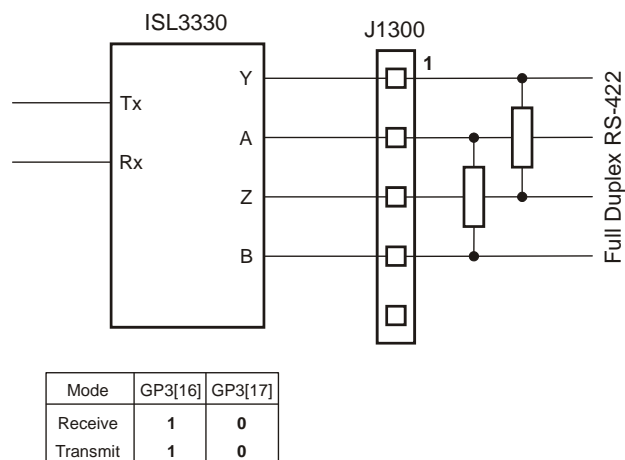 ISL3330
J1300
1
Y
Tx
A
Rx
Z
B
Full Duplex RS-422
Mode GP3[16] GP3[17]
Receive 1 0
Transmit 1 0